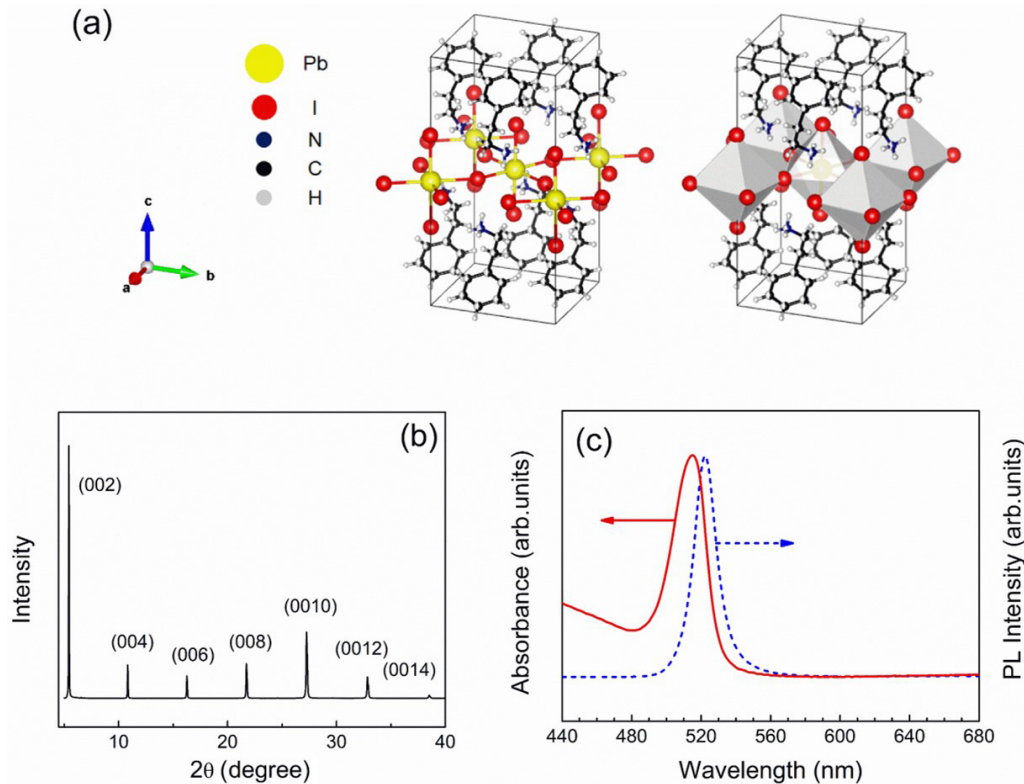 (a)
Pb
I
N
C
H
c
a
b
(b)
(002)
(004)
(006)
(008)
(0010)
(0012)
(0014)
Intensity
10 20 30 40
2θ (degree)
(c)
Absorbance (arb.units)
PL Intensity (arb.units)
440 480 520 560 600 640 680
Wavelength (nm)